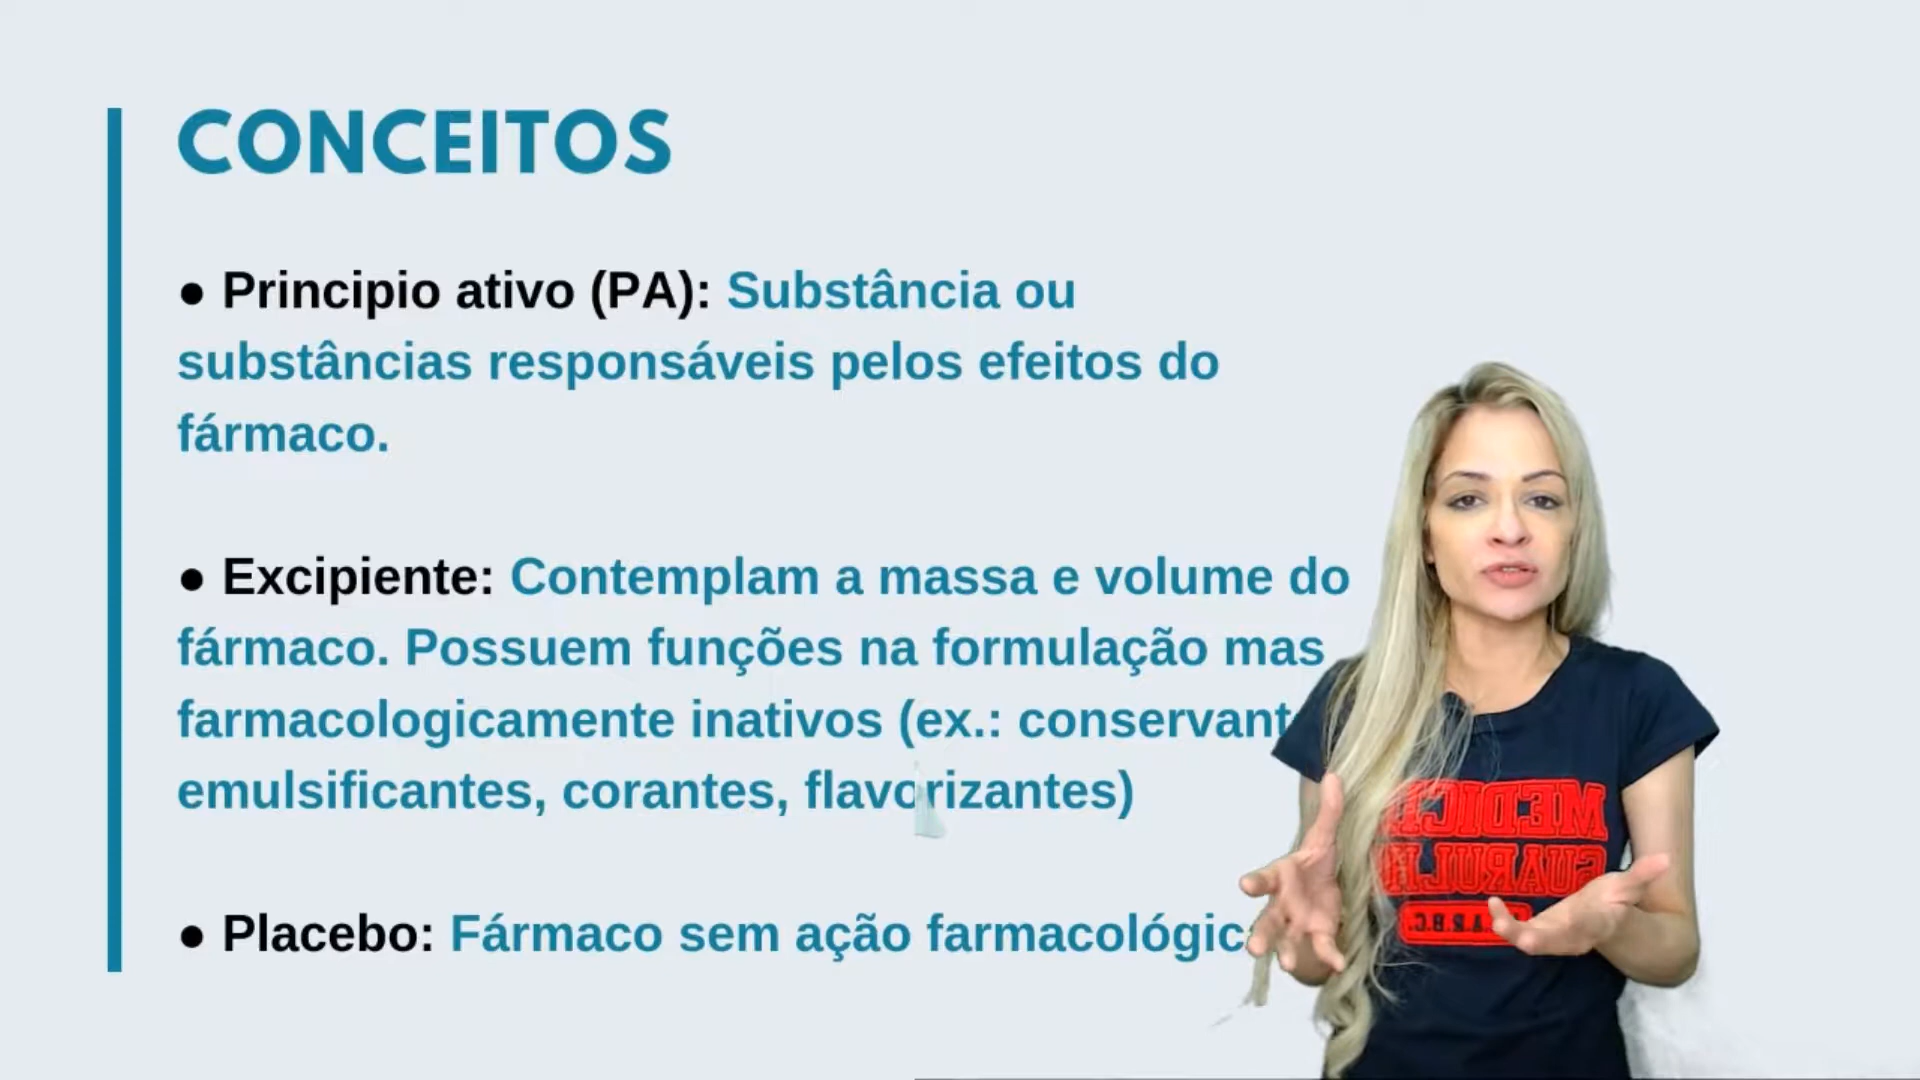 CONCEITOS
● Principio ativo (PA): Substância ou
substâncias responsáveis pelos efeitos do
fármaco.
● Excipiente: Contemplam a massa e volume do
fármaco. Possuem funções na formulação mas
farmacologicamente inativos (ex.:
emulsificantes, corantes, flavorizantes)
● Placebo: Fármaco sem ação